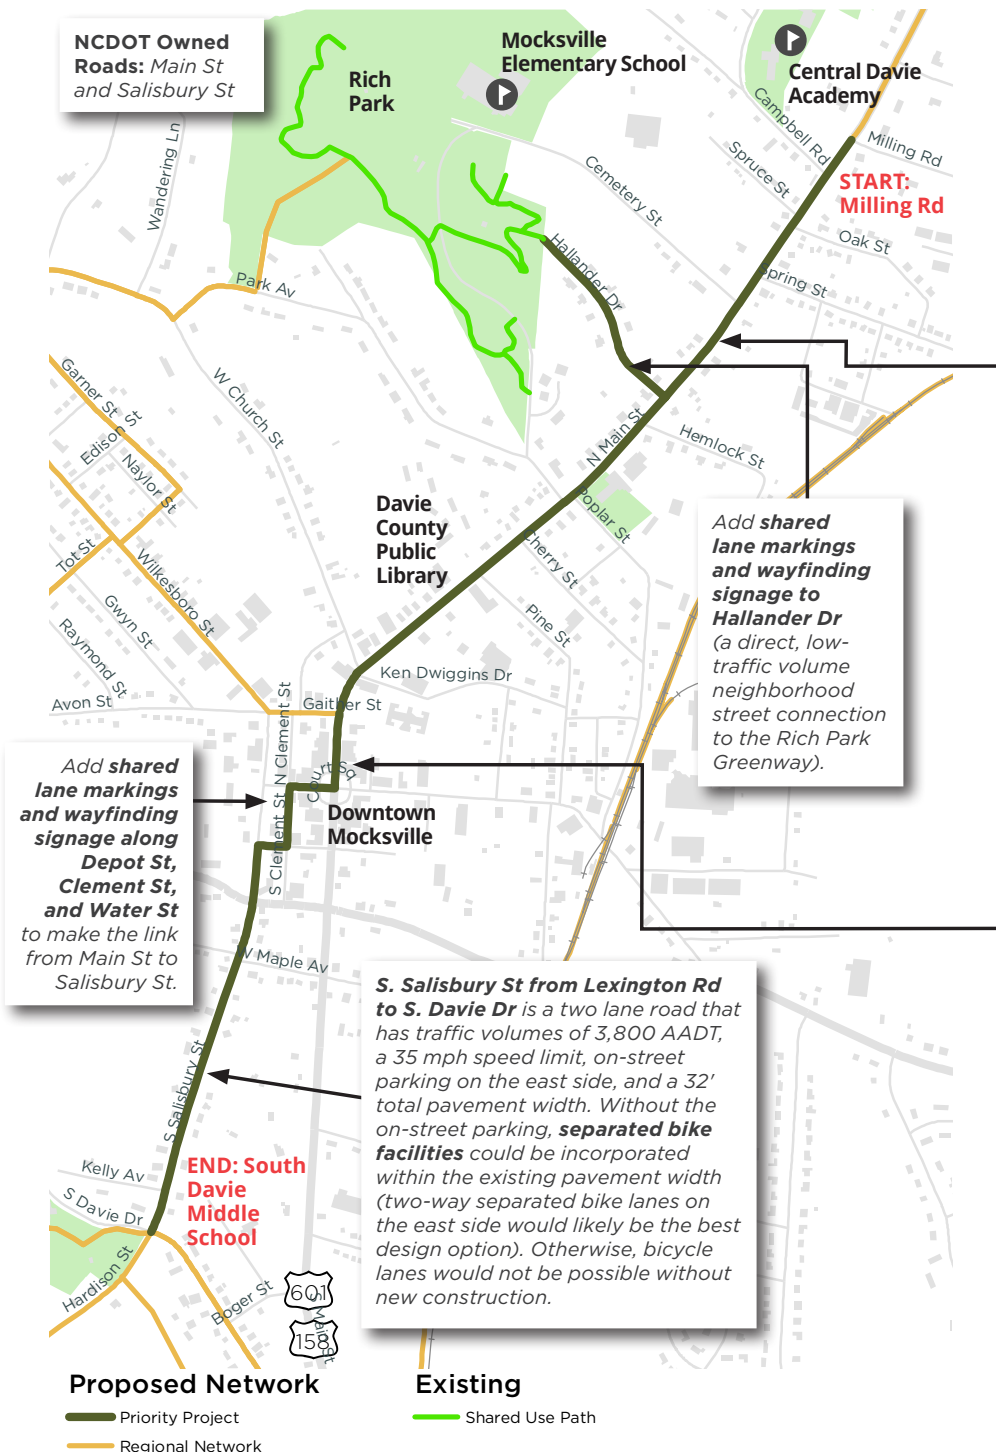 NCDOT Owned
Roads: Main St
and Salisbury St
Mocksville
Elementary School
Rich
Park
Central Davie
Academy
Campbell Rd
Milling Rd
Wandering Ln
Spruce St
Cemetery St
START:
Milling Rd
Oak St
Hallander Dr
Spring St
Park Av
Garner St
Edison St
W Church St
Naylor St
N Main St
Hemlock St
Davie
County
Public
Library
Poplar St
Add shared
lane markings
and wayfinding
signage to
Hallander Dr
(a direct, low-
traffic volume
neighborhood
street connection
to the Rich Park
Greenway).
Tot St
Wilkesboro St
Cherry St
Gwyn St
Pine St
Raymond St
Ken Dwiggins Dr
Avon St
Gaither St
N Clement St
Court Sq
Add shared
lane markings
and wayfinding
signage along
Depot St,
Clement St,
and Water St
to make the link
from Main St to
Salisbury St.
Downtown
Mocksville
S Clement St
W Maple Av
S. Salisbury St from Lexington Rd
to S. Davie Dr is a two lane road that
has traffic volumes of 3,800 AADT,
a 35 mph speed limit, on-street
parking on the east side, and a 32'
total pavement width. Without the
on-street parking, separated bike
facilities could be incorporated
within the existing pavement width
(two-way separated bike lanes on
the east side would likely be the best
design option). Otherwise, bicycle
lanes would not be possible without
new construction.
S Salisbury St
Kelly Av
END: South
Davie
Middle
School
S Davie Dr
Hardison St
Boger St
601
S Main St
158
Proposed Network
Existing
Priority Project
Shared Use Path
Regional Network